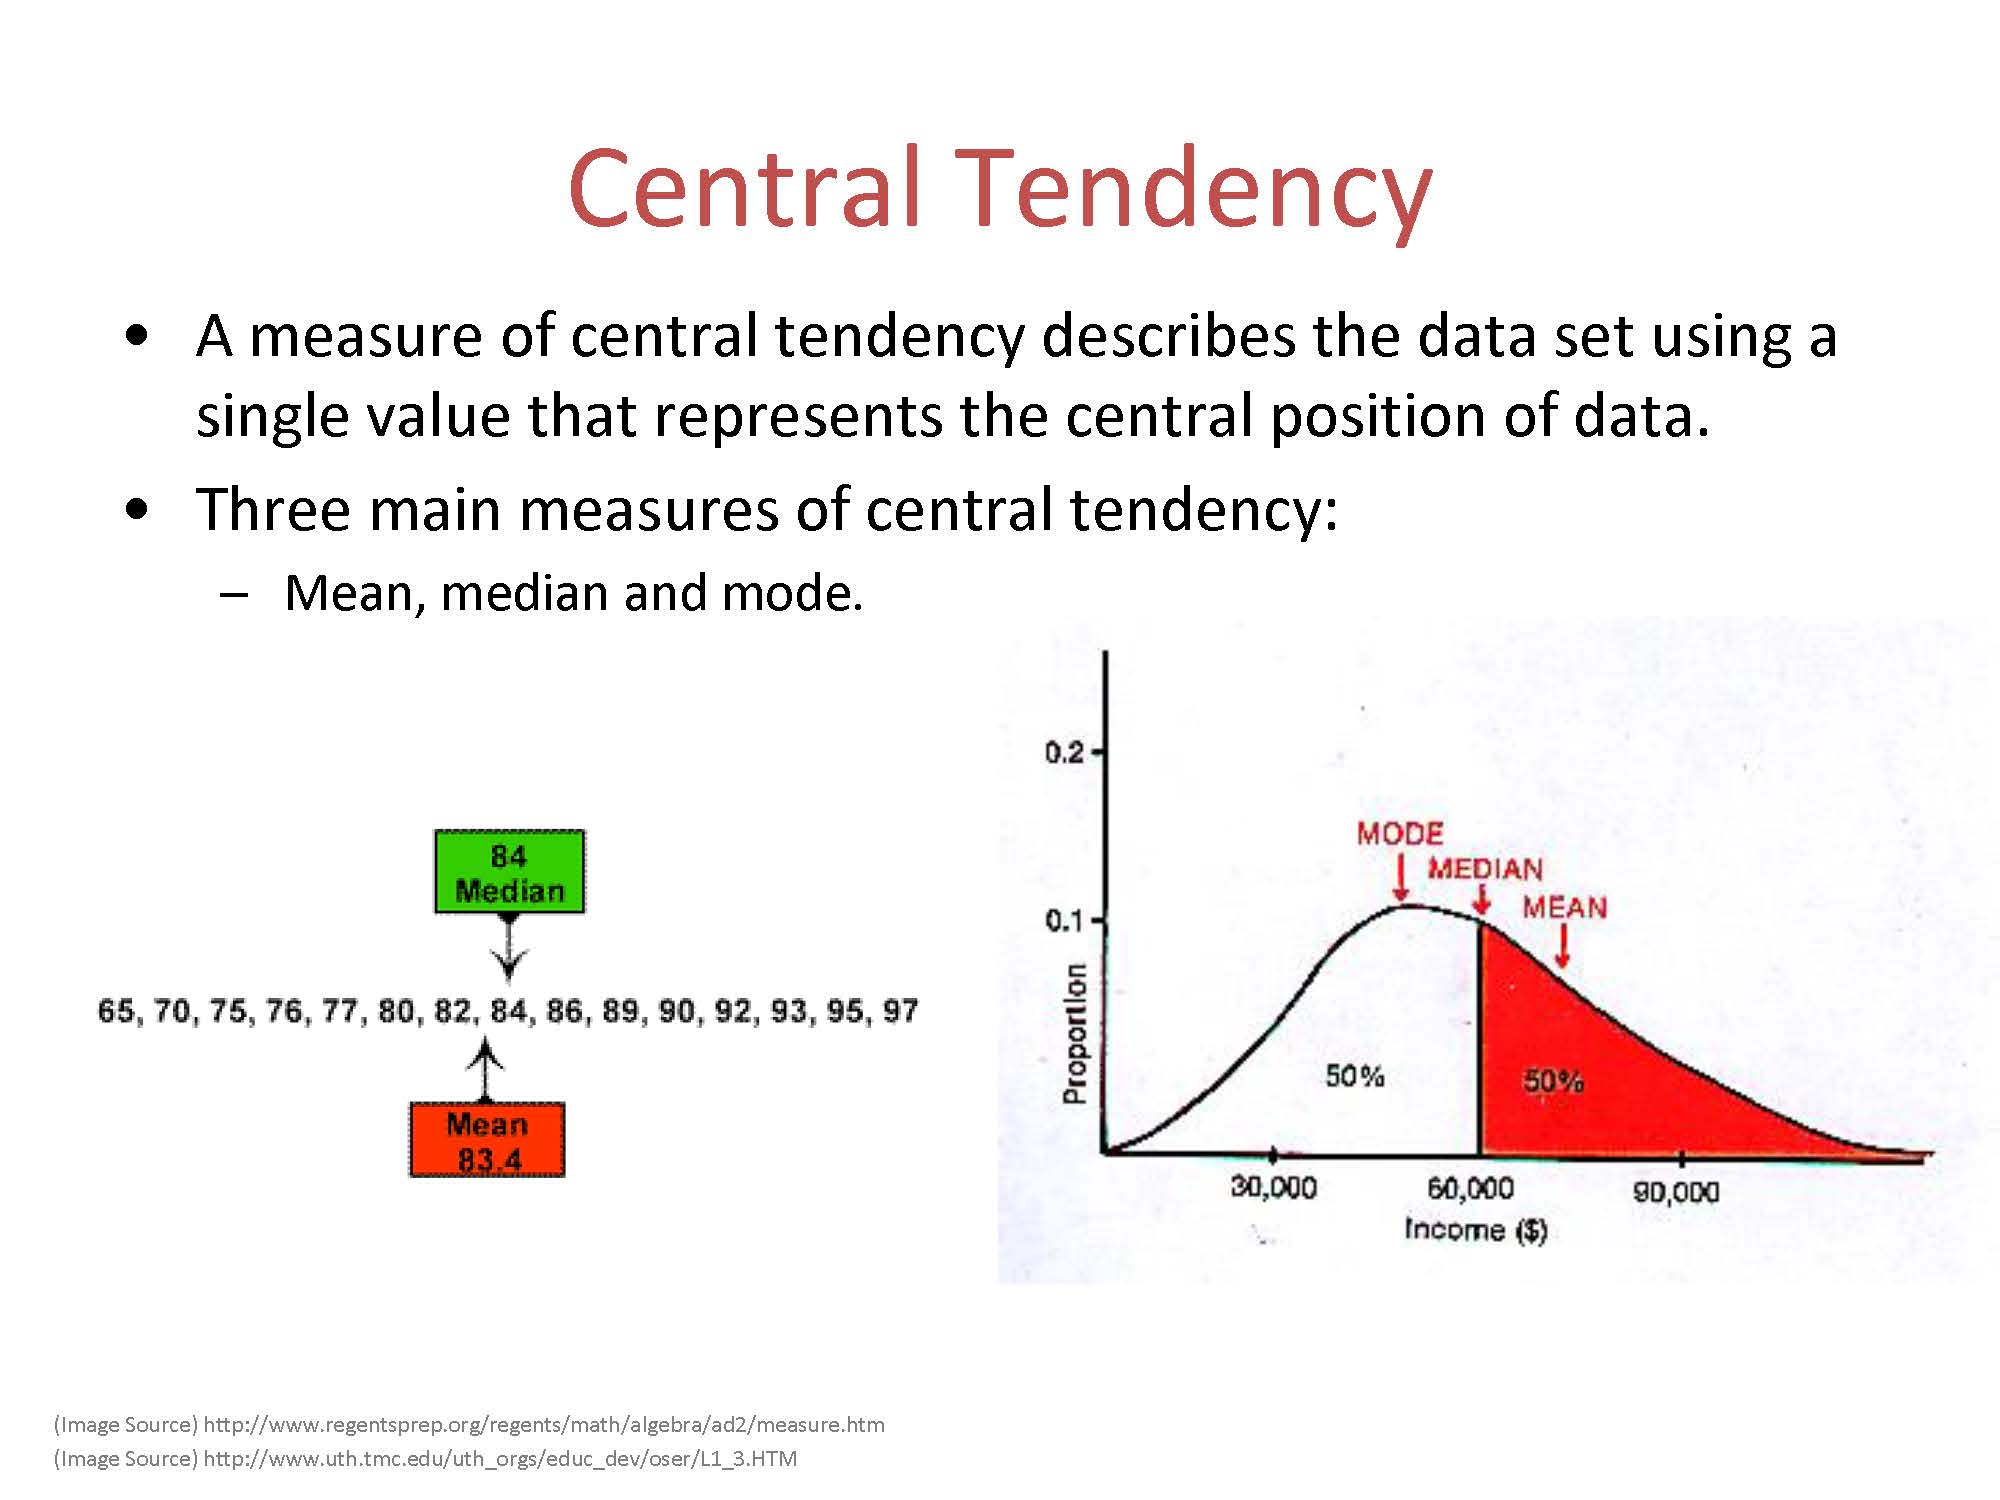 Central Tendency
• A measure of central tendency describes the data set using a
single value that represents the central position of data.
• Three main measures of central tendency:
– Mean, median and mode.
84
Median
65, 70, 75, 76, 77, 80, 82, 84, 86, 89, 90, 92, 93, 95, 97
Mean
83.4
0.2
0.1
Proportion
MODE
MEDIAN
MEAN
50%
50%
30,000
60,000
90,000
Income ($)
(Image Source) http://www.regentsprep.org/regents/math/algebra/ad2/measure.htm
(Image Source) http://www.uth.tmc.edu/uth_orgs/educ_dev/oser/L1_3.HTM